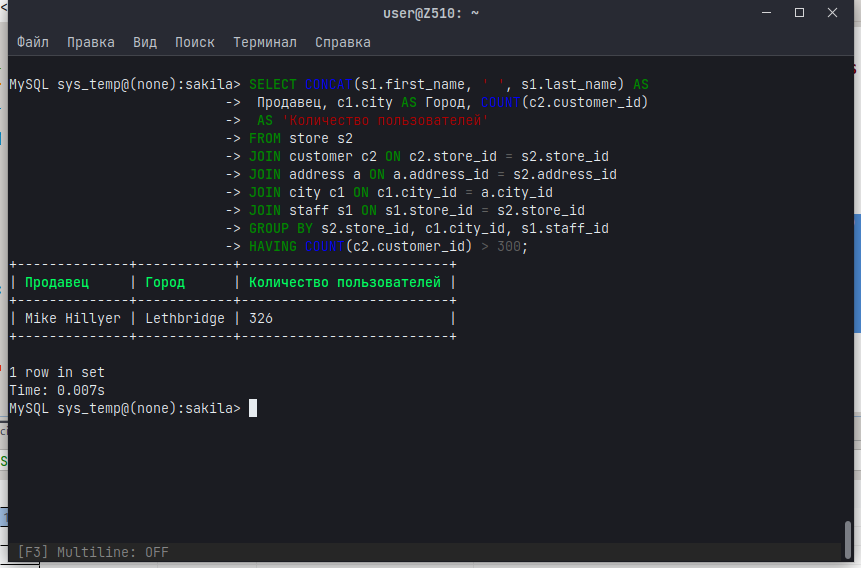 user@Z510: ~
Файл Правка Вид Поиск Терминал Справка
MySQL sys_temp@(none):sakila> SELECT CONCAT(s1.first_name, ' ', s1.last_name) AS
-> Продавец, c1.city AS Город, COUNT(c2.customer_id)
-> AS 'Количество пользователей'
-> FROM store s2
-> JOIN customer c2 ON c2.store_id = s2.store_id
-> JOIN address a ON a.address_id = s2.address_id
-> JOIN city c1 ON c1.city_id = a.city_id
-> JOIN staff s1 ON s1.store_id = s2.store_id
-> GROUP BY s2.store_id, c1.city_id, s1.staff_id
-> HAVING COUNT(c2.customer_id) > 300;
+--------------+------------+--------------------------+
| Продавец | Город | Количество пользователей |
+--------------+------------+--------------------------+
| Mike Hillyer | Lethbridge | 326 |
+--------------+------------+--------------------------+
1 row in set
Time: 0.007s
MySQL sys_temp@(none):sakila>
[F3] Multiline: OFF